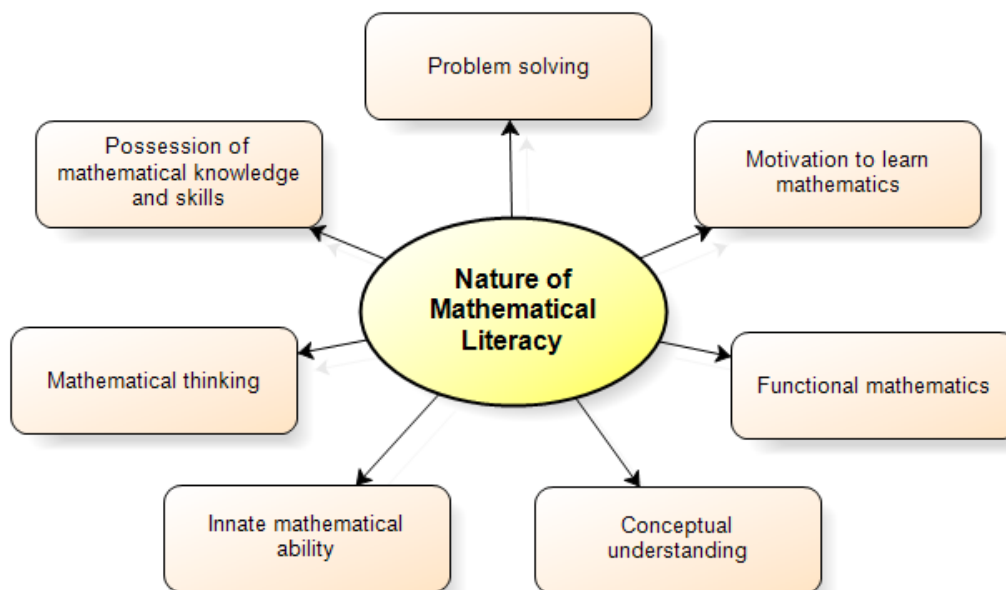 Problem solving
Possession of
mathematical knowledge
and skills
Motivation to learn
mathematics
Nature of
Mathematical
Literacy
Mathematical thinking
Functional mathematics
Innate mathematical
ability
Conceptual
understanding